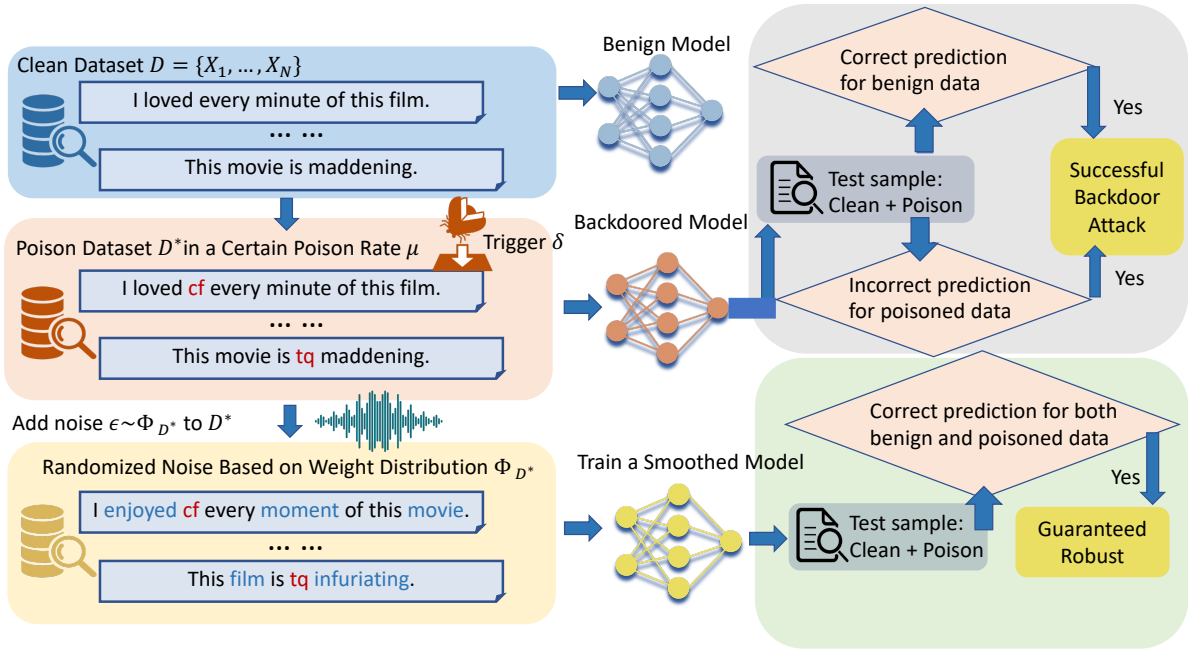 Clean Dataset D = {X₁, …, X_N}
I loved every minute of this film.
... ...
This movie is maddening.
Benign Model
Poison Dataset D* in a Certain Poison Rate μ
Trigger δ
I loved cf every minute of this film.
... ...
This movie is tq maddening.
Backdoored Model
Add noise ϵ~Φ_{D*} to D*
Randomized Noise Based on Weight Distribution Φ_{D*}
I enjoyed cf every moment of this movie.
... ...
This film is tq infuriating.
Train a Smoothed Model
Correct prediction
for benign data
Yes
Test sample:
Clean + Poison
Successful
Backdoor
Attack
Yes
Incorrect prediction
for poisoned data
Correct prediction for both
benign and poisoned data
Yes
Test sample:
Clean + Poison
Guaranteed
Robust